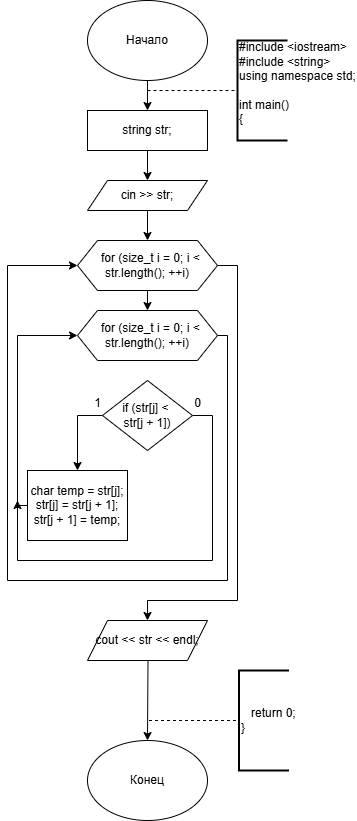 Начало
#include <iostream>
#include <string>
using namespace std;
int main()
{
string str;
cin >> str;
for (size_t i = 0; i <
str.length(); ++i)
for (size_t i = 0; i <
str.length(); ++i)
1
0
if (str[j] <
str[j + 1])
char temp = str[j];
str[j] = str[j + 1];
str[j + 1] = temp;
cout << str << endl;
return 0;
}
Конец